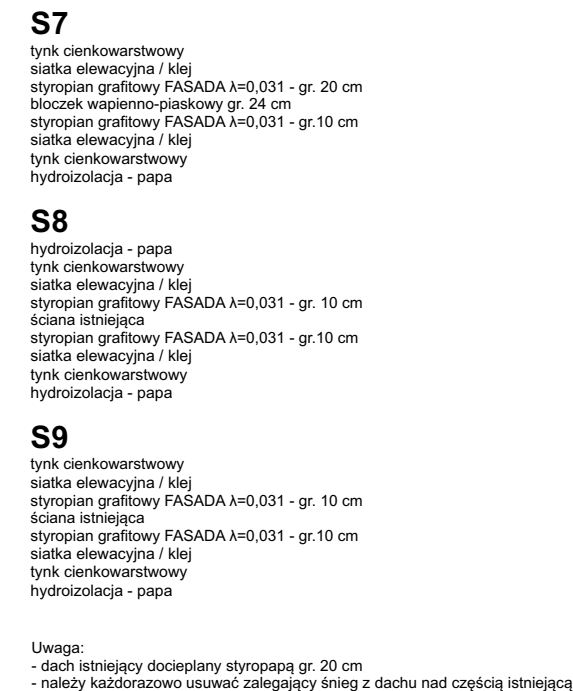 S7
tynk cienkowarstwowy
siatka elewacyjna / klej
styropian grafitowy FASADA λ=0,031 - gr. 20 cm
bloczek wapienno-piaskowy gr. 24 cm
styropian grafitowy FASADA λ=0,031 - gr.10 cm
siatka elewacyjna / klej
tynk cienkowarstwowy
hydroizolacja - papa
S8
hydroizolacja - papa
tynk cienkowarstwowy
siatka elewacyjna / klej
styropian grafitowy FASADA λ=0,031 - gr. 10 cm
ściana istniejąca
styropian grafitowy FASADA λ=0,031 - gr.10 cm
siatka elewacyjna / klej
tynk cienkowarstwowy
hydroizolacja - papa
S9
tynk cienkowarstwowy
siatka elewacyjna / klej
styropian grafitowy FASADA λ=0,031 - gr. 10 cm
ściana istniejąca
styropian grafitowy FASADA λ=0,031 - gr.10 cm
siatka elewacyjna / klej
tynk cienkowarstwowy
hydroizolacja - papa
Uwaga:
- dach istniejący docieplany styropapą gr. 20 cm
- należy każdorazowo usuwać zalegający śnieg z dachu nad częścią istniejącą